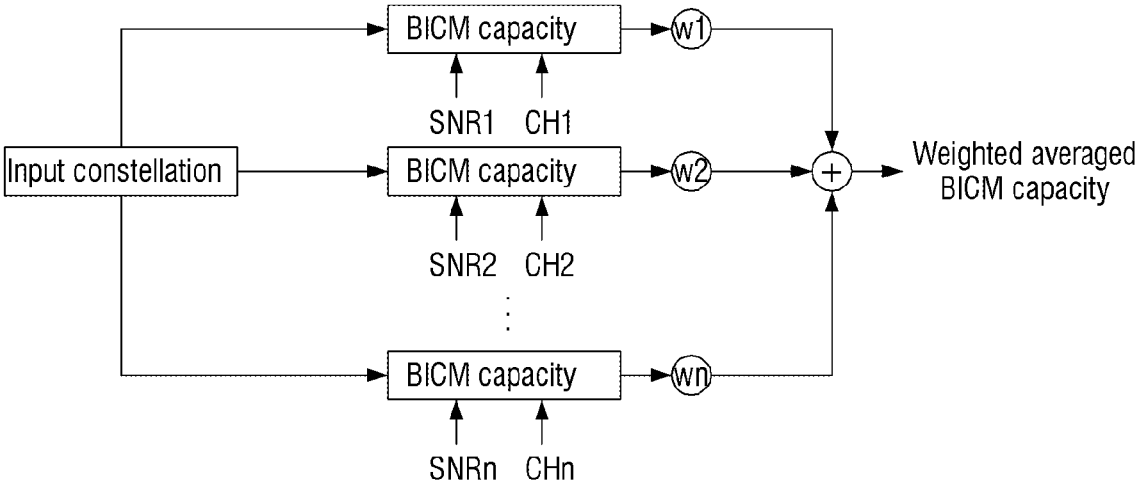 BICM capacity
w1
SNR1 CH1
Input constellation
BICM capacity
w2
+
Weighted averaged
BICM capacity
SNR2 CH2
BICM capacity
wn
SNRn CHn